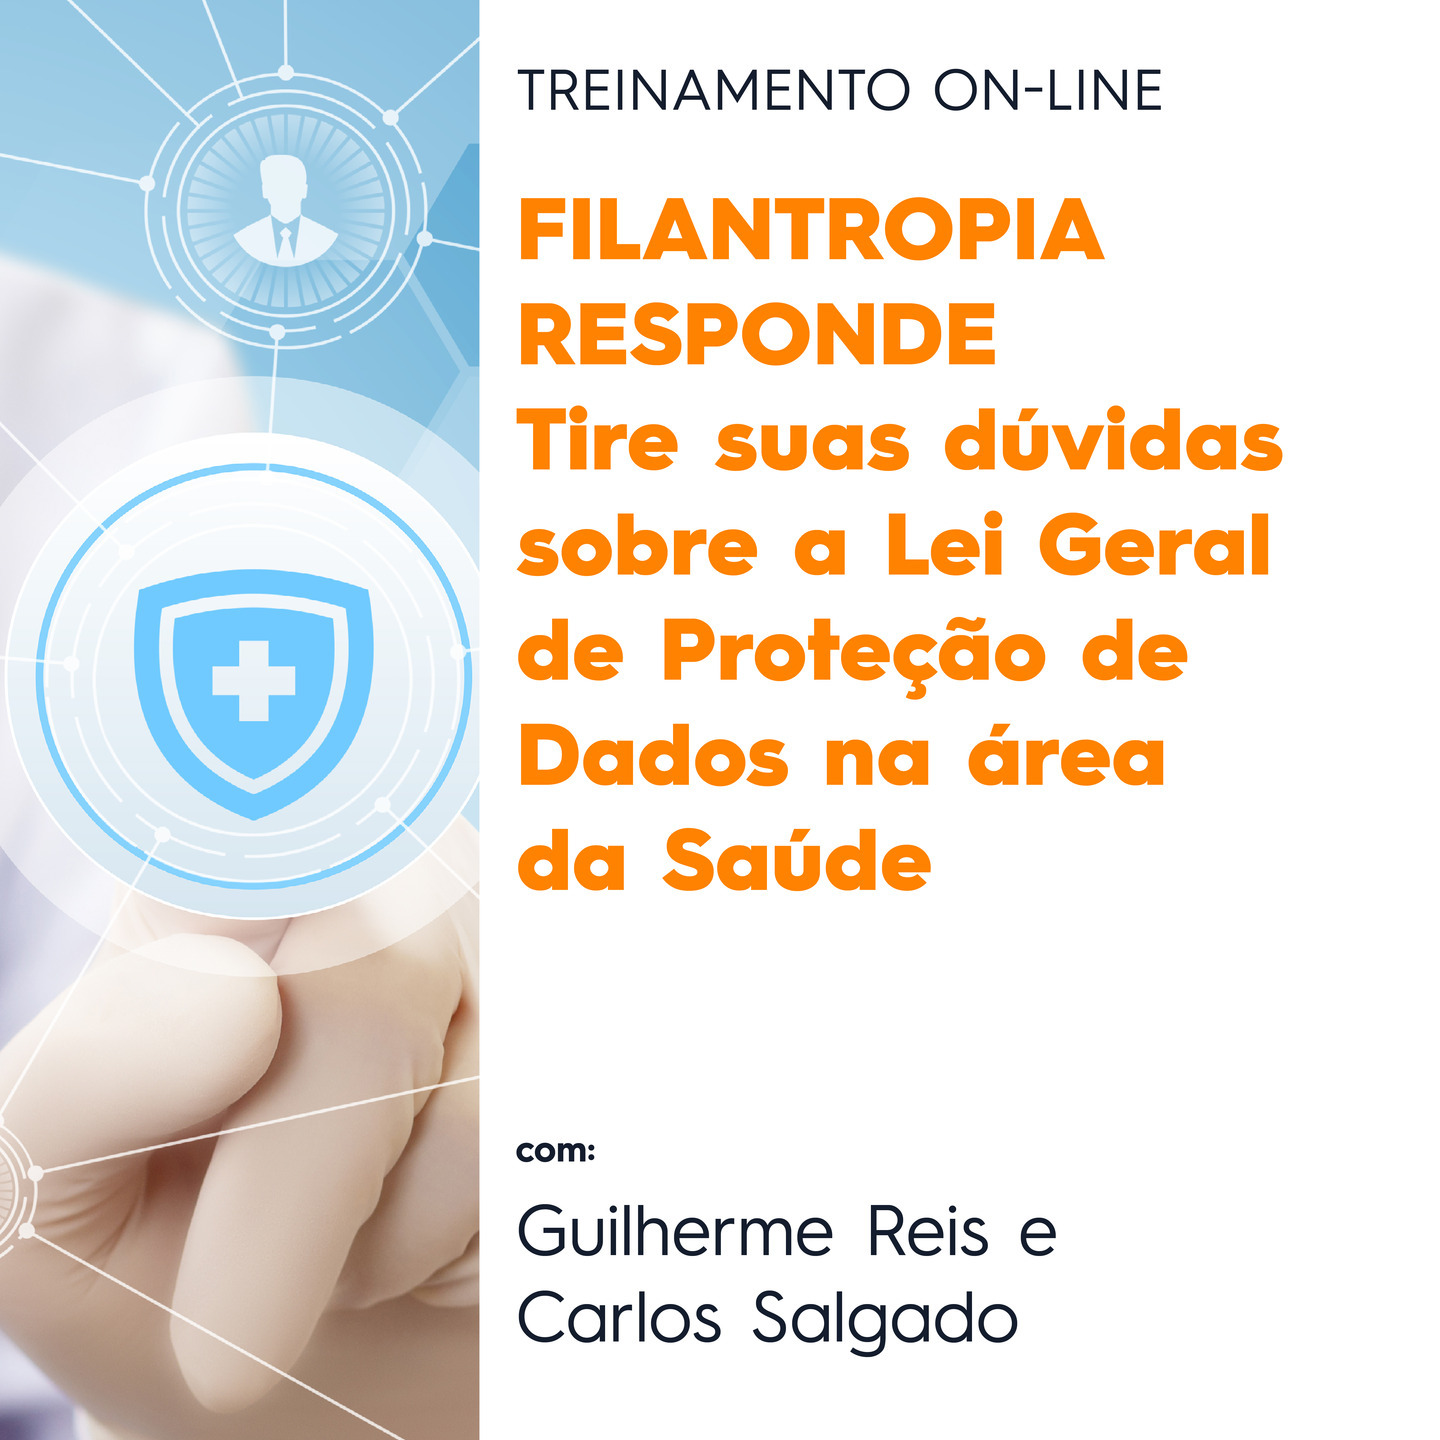 TREINAMENTO ON-LINE
FILANTROPIA
RESPONDE
Tire suas dúvidas
sobre a Lei Geral
de Proteção de
Dados na área
da Saúde
com:
Guilherme Reis e
Carlos Salgado